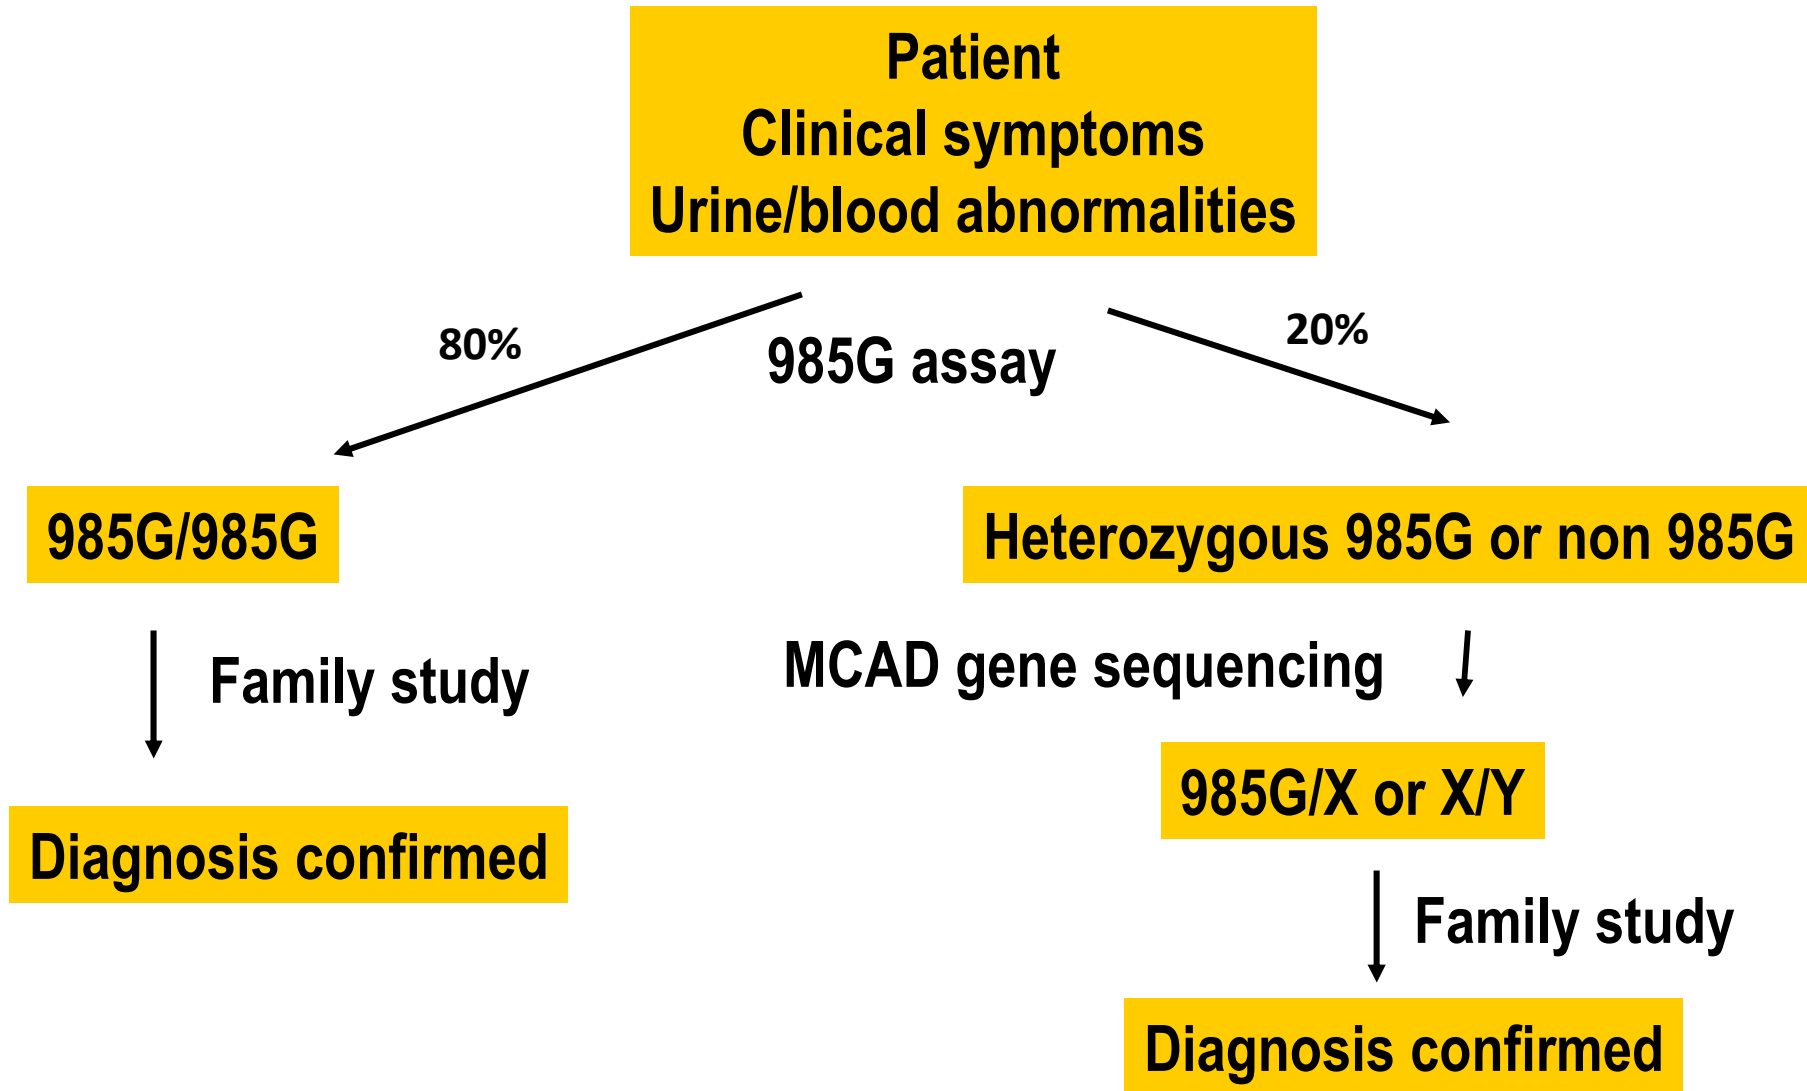 Patient
Clinical symptoms
Urine/blood abnormalities
80%
985G assay
20%
985G/985G
Heterozygous 985G or non 985G
Family study
MCAD gene sequencing
985G/X or X/Y
Diagnosis confirmed
Family study
Diagnosis confirmed